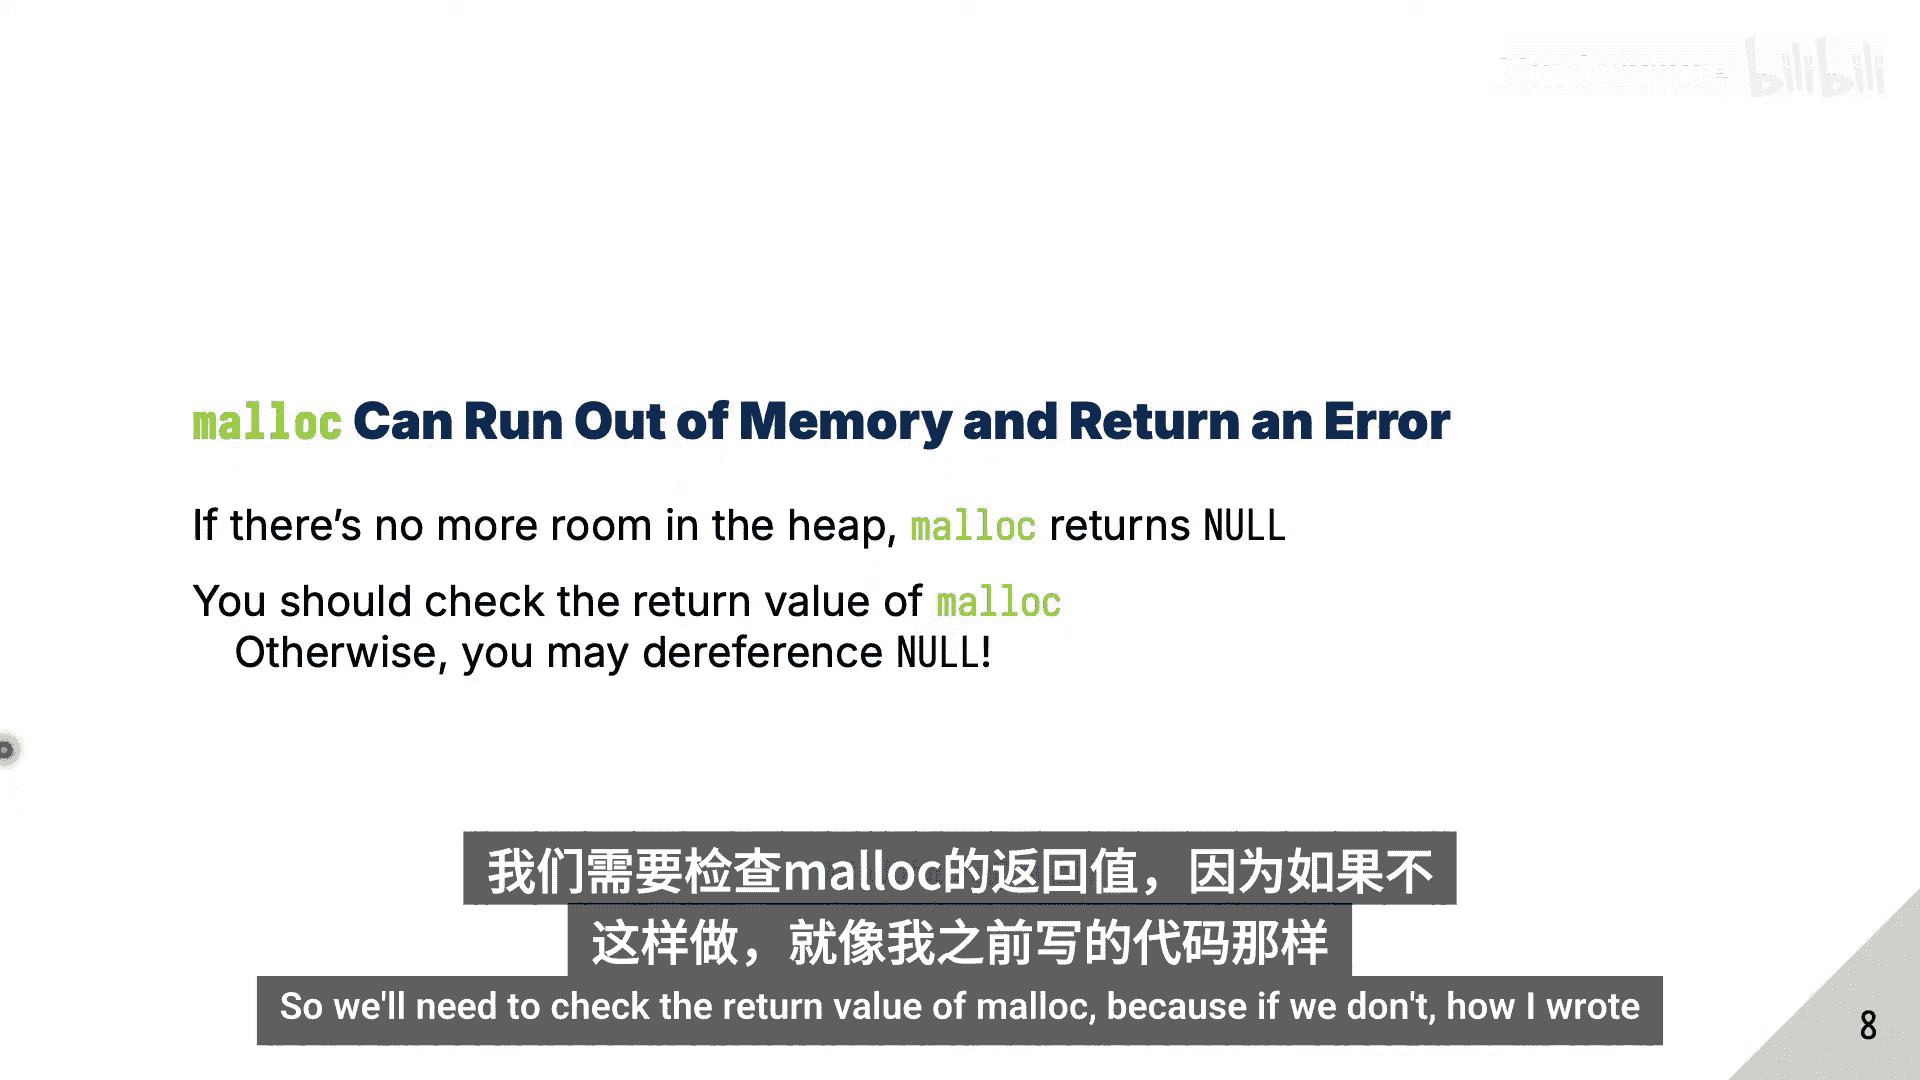 bilibili
malloc Can Run Out of Memory and Return an Error
If there’s no more room in the heap, malloc returns NULL
You should check the return value of malloc
Otherwise, you may dereference NULL!
我们需要检查malloc的返回值，因为如果不
这样做，就像我之前写的代码那样
So we'll need to check the return value of malloc, because if we don't, how I wrote
8